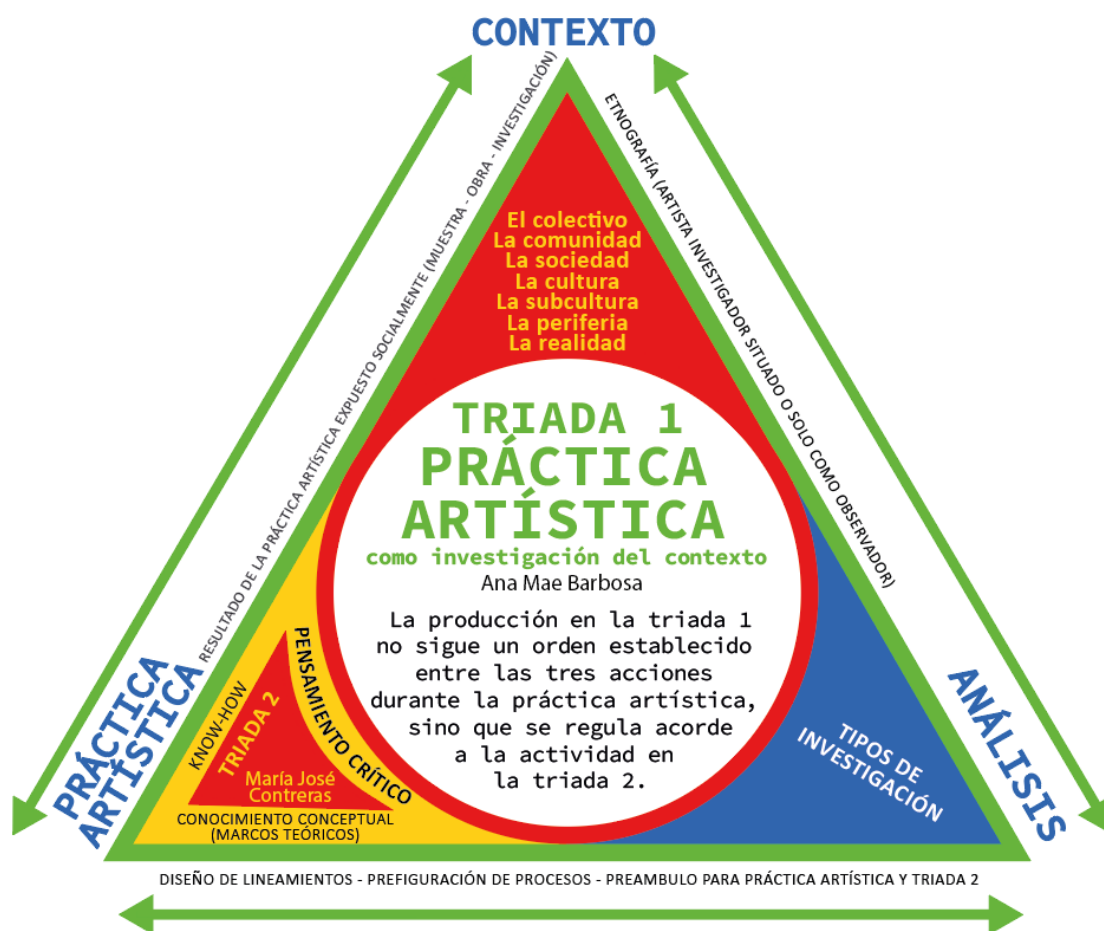 CONTEXTO
RESULTADO DE LA PRÁCTICA ARTÍSTICA EXPUESTO SOCIALMENTE (MUESTRA - OBRA - INVESTIGACIÓN)
ETNOGRAFÍA (ARTISTA INVESTIGADOR SITUADO O SOLO COMO OBSERVADOR)
El colectivo
La comunidad
La sociedad
La cultura
La subcultura
La periferia
La realidad
TRIADA 1
PRÁCTICA
ARTÍSTICA
como investigación del contexto
Ana Mae Barbosa
La producción en la triada 1
no sigue un orden establecido
entre las tres acciones
durante la práctica artística,
sino que se regula acorde
a la actividad en
la triada 2.
PRÁCTICA
ARTÍSTICA
KNOW-HOW
TRIADA 2
PENSAMIENTO CRÍTICO
María José
Contreras
CONOCIMIENTO CONCEPTUAL
(MARCOS TEÓRICOS)
TIPOS DE
INVESTIGACIÓN
ANÁLISIS
DISEÑO DE LINEAMIENTOS - PREFIGURACIÓN DE PROCESOS - PREAMBULO PARA PRÁCTICA ARTÍSTICA Y TRIADA 2